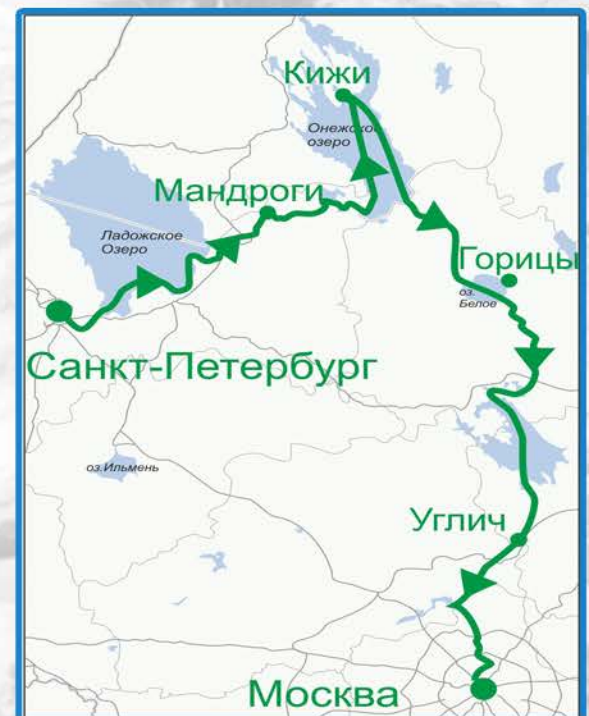 Кижи
Онежское
озеро
Мандроги
Ладожское
Озеро
Горицы
оз.
Белое
Санкт-Петербург
оз.Ильмень
Углич
Москва